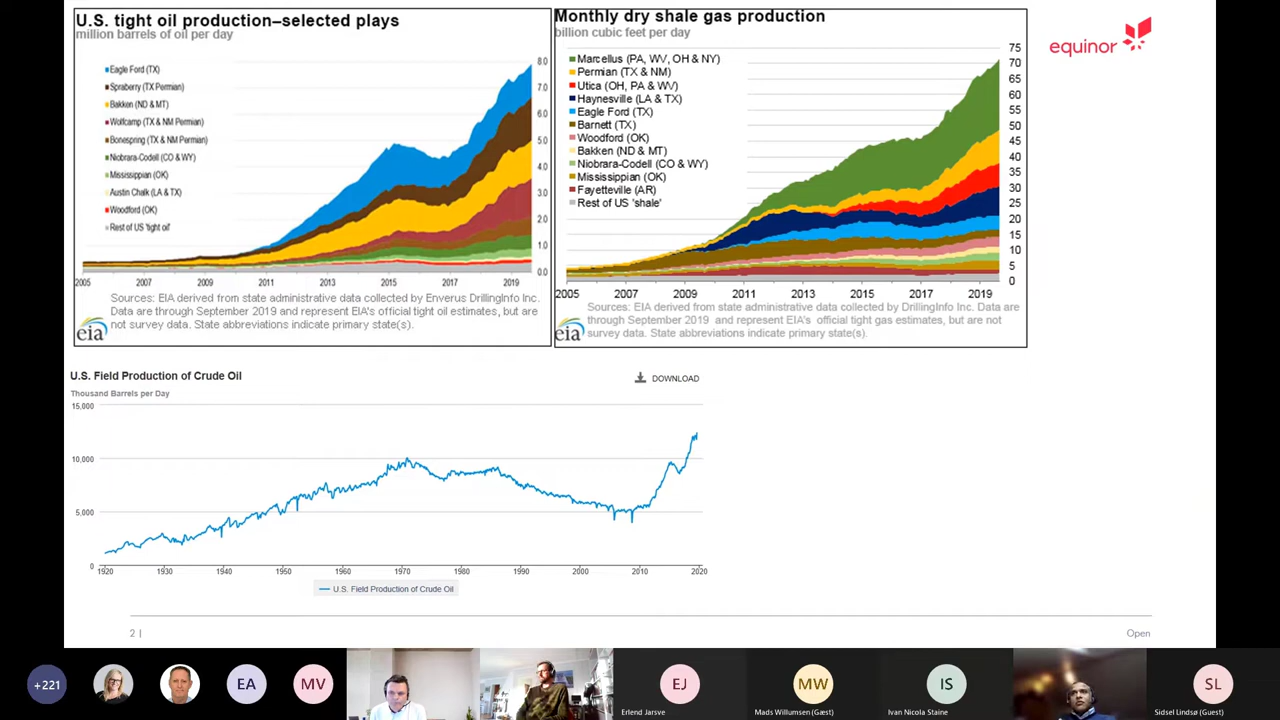 U.S. tight oil production–selected plays
million barrels of oil per day
Eagle Ford (TX)
Spraberry (TX Permian)
Bakken (ND & MT)
Wolfcamp (TX & NM Permian)
Bonespring (TX & NM Permian)
Niobrara-Codell (CO & WY)
Mississippian (OK)
Austin Chalk (LA & TX)
Woodford (OK)
Rest of US 'tight oil'
8.0
7.0
6.0
5.0
4.0
3.0
2.0
1.0
0.0
2005 2007 2009 2011 2013 2015 2017 2019
Sources: EIA derived from state administrative data collected by Enverus DrillingInfo Inc.
Data are through September 2019 and represent EIA's official tight oil estimates, but are
not survey data. State abbreviations indicate primary state(s).
eia
Monthly dry shale gas production
billion cubic feet per day
Marcellus (PA, WV, OH & NY)
Permian (TX & NM)
Utica (OH, PA & WV)
Haynesville (LA & TX)
Eagle Ford (TX)
Barnett (TX)
Woodford (OK)
Bakken (ND & MT)
Niobrara-Codell (CO & WY)
Mississippian (OK)
Fayetteville (AR)
Rest of US 'shale'
75
70
65
60
55
50
45
40
35
30
25
20
15
10
5
0
2005 2007 2009 2011 2013 2015 2017 2019
Sources: EIA derived from state administrative data collected by DrillingInfo Inc. Data are
through September 2019 and represent EIA's official tight gas estimates, but are not
survey data. State abbreviations indicate primary state(s).
eia
equinor
U.S. Field Production of Crude Oil
DOWNLOAD
Thousand Barrels per Day
15,000
10,000
5,000
0
1920 1930 1940 1950 1960 1970 1980 1990 2000 2010 2020
U.S. Field Production of Crude Oil
2 |
Open
+221
EA
MV
EJ
Erlend Jarsve
MW
Mads Willumsen (Gæst)
IS
Ivan Nicola Staine
SL
Sidsel Lindsø (Guest)